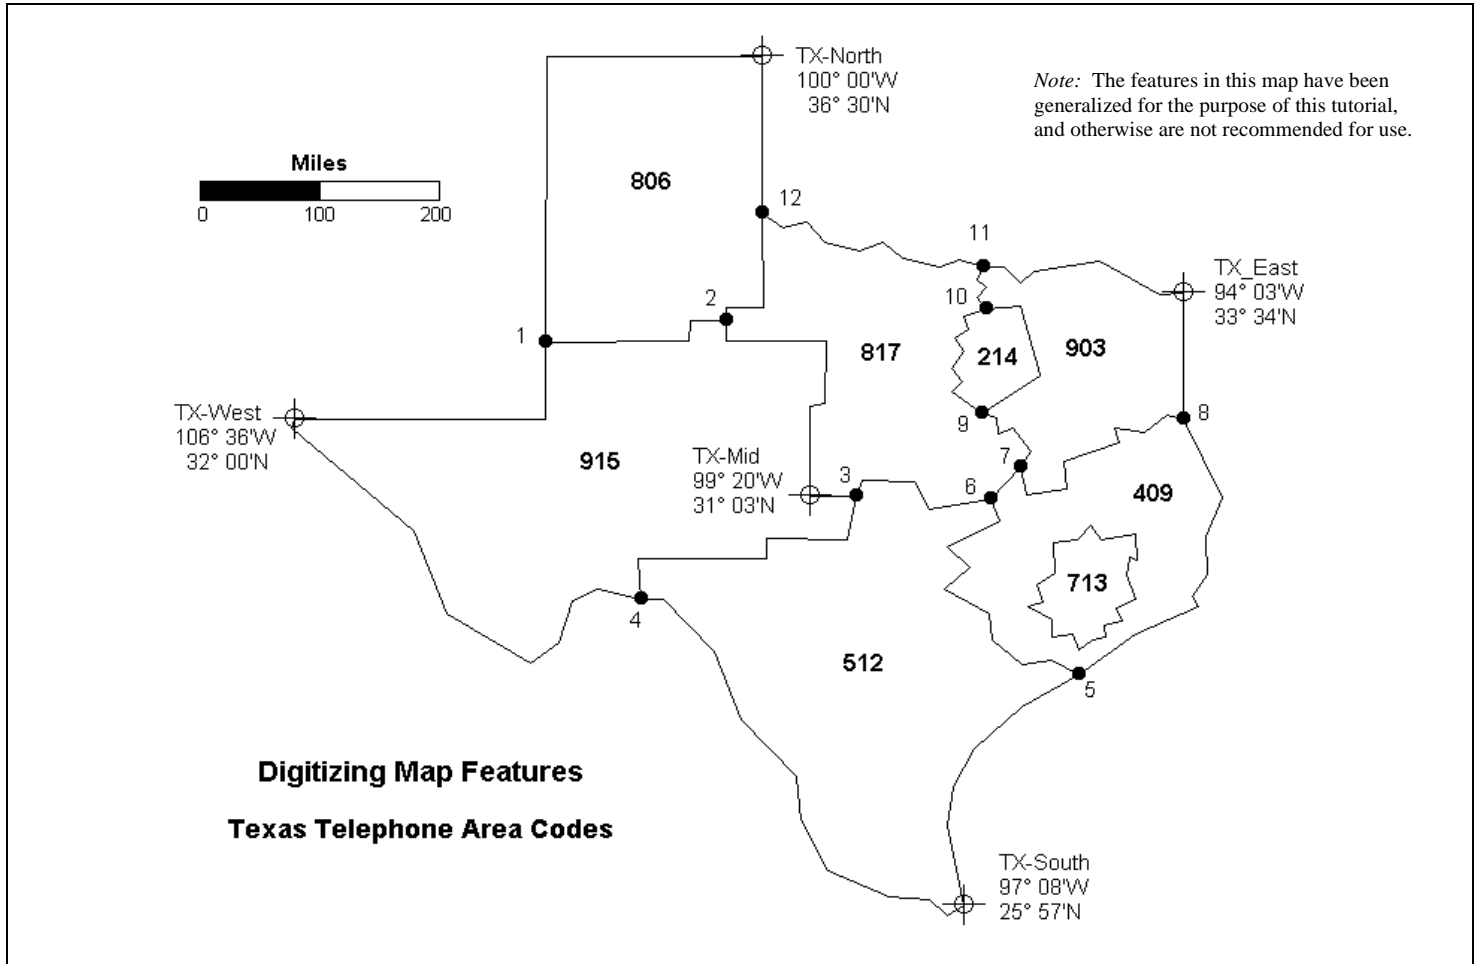 TX-North
100° 00'W
36° 30'N
Note: The features in this map have been
generalized for the purpose of this tutorial,
and otherwise are not recommended for use.
Miles
0 100 200
806
12
11
TX_East
94° 03'W
33° 34'N
10
2
1
817
214
903
TX-West
106° 36'W
32° 00'N
9
8
915
TX-Mid
99° 20'W
31° 03'N
3
7
6
409
713
4
512
5
Digitizing Map Features
Texas Telephone Area Codes
TX-South
97° 08'W
25° 57'N